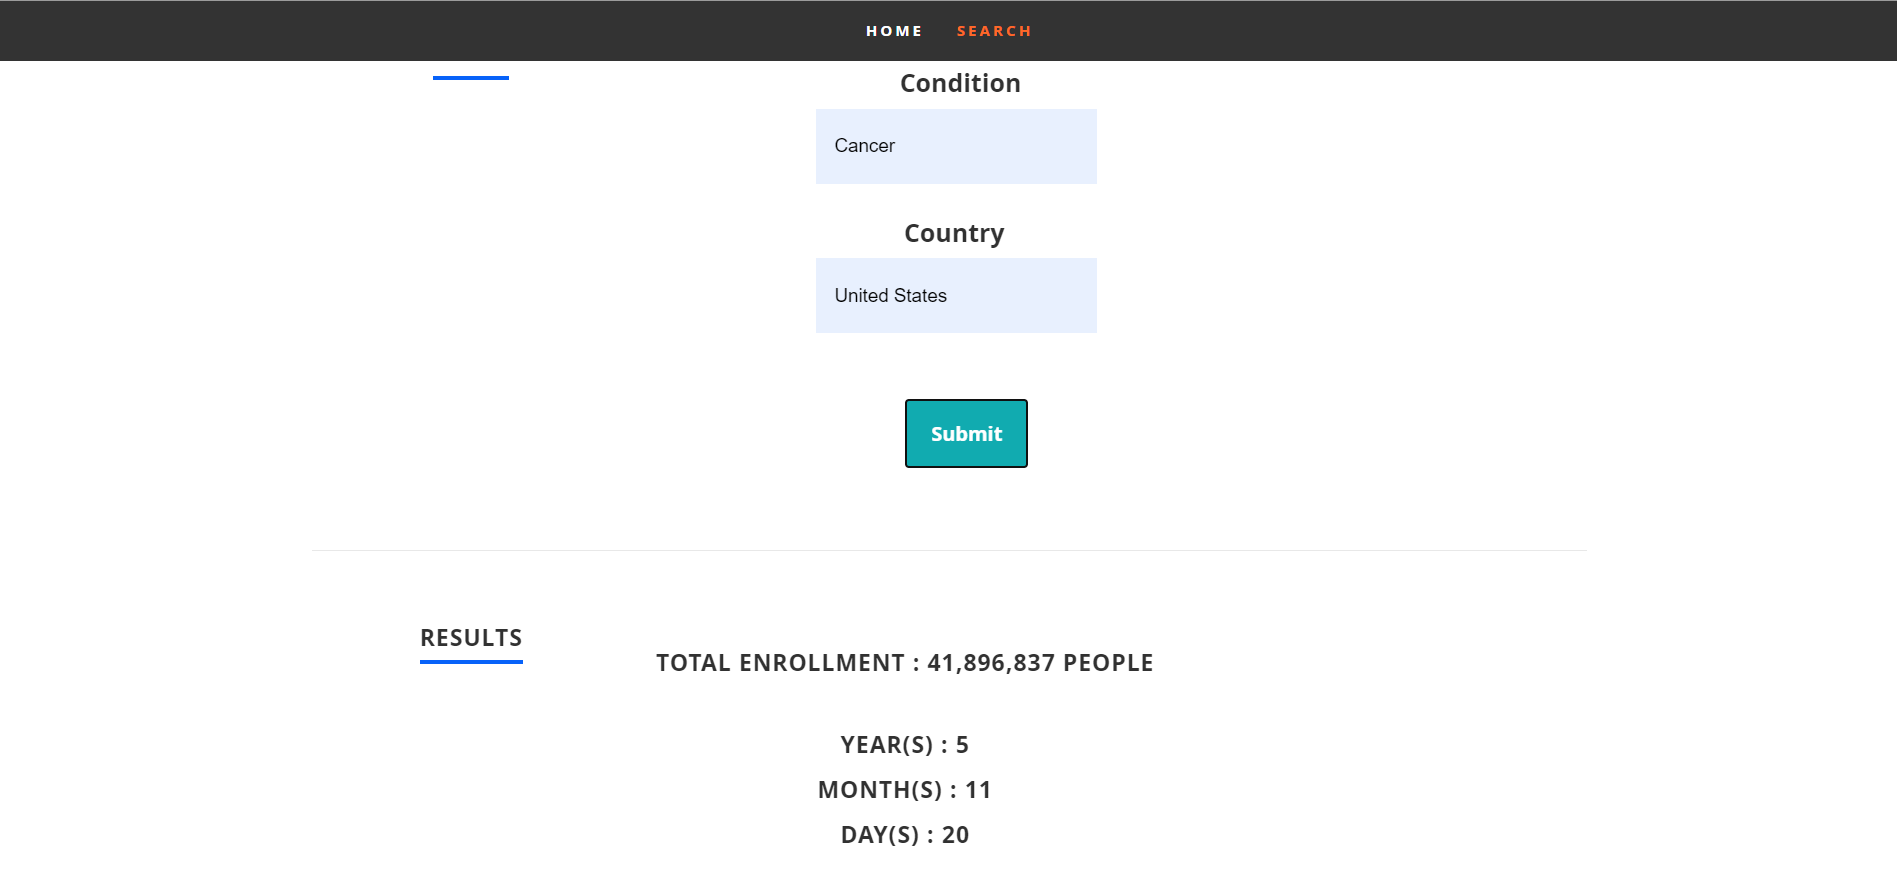 HOME SEARCH
Condition
Cancer
Country
United States
Submit
RESULTS
TOTAL ENROLLMENT : 41,896,837 PEOPLE
YEAR(S) : 5
MONTH(S) : 11
DAY(S) : 20